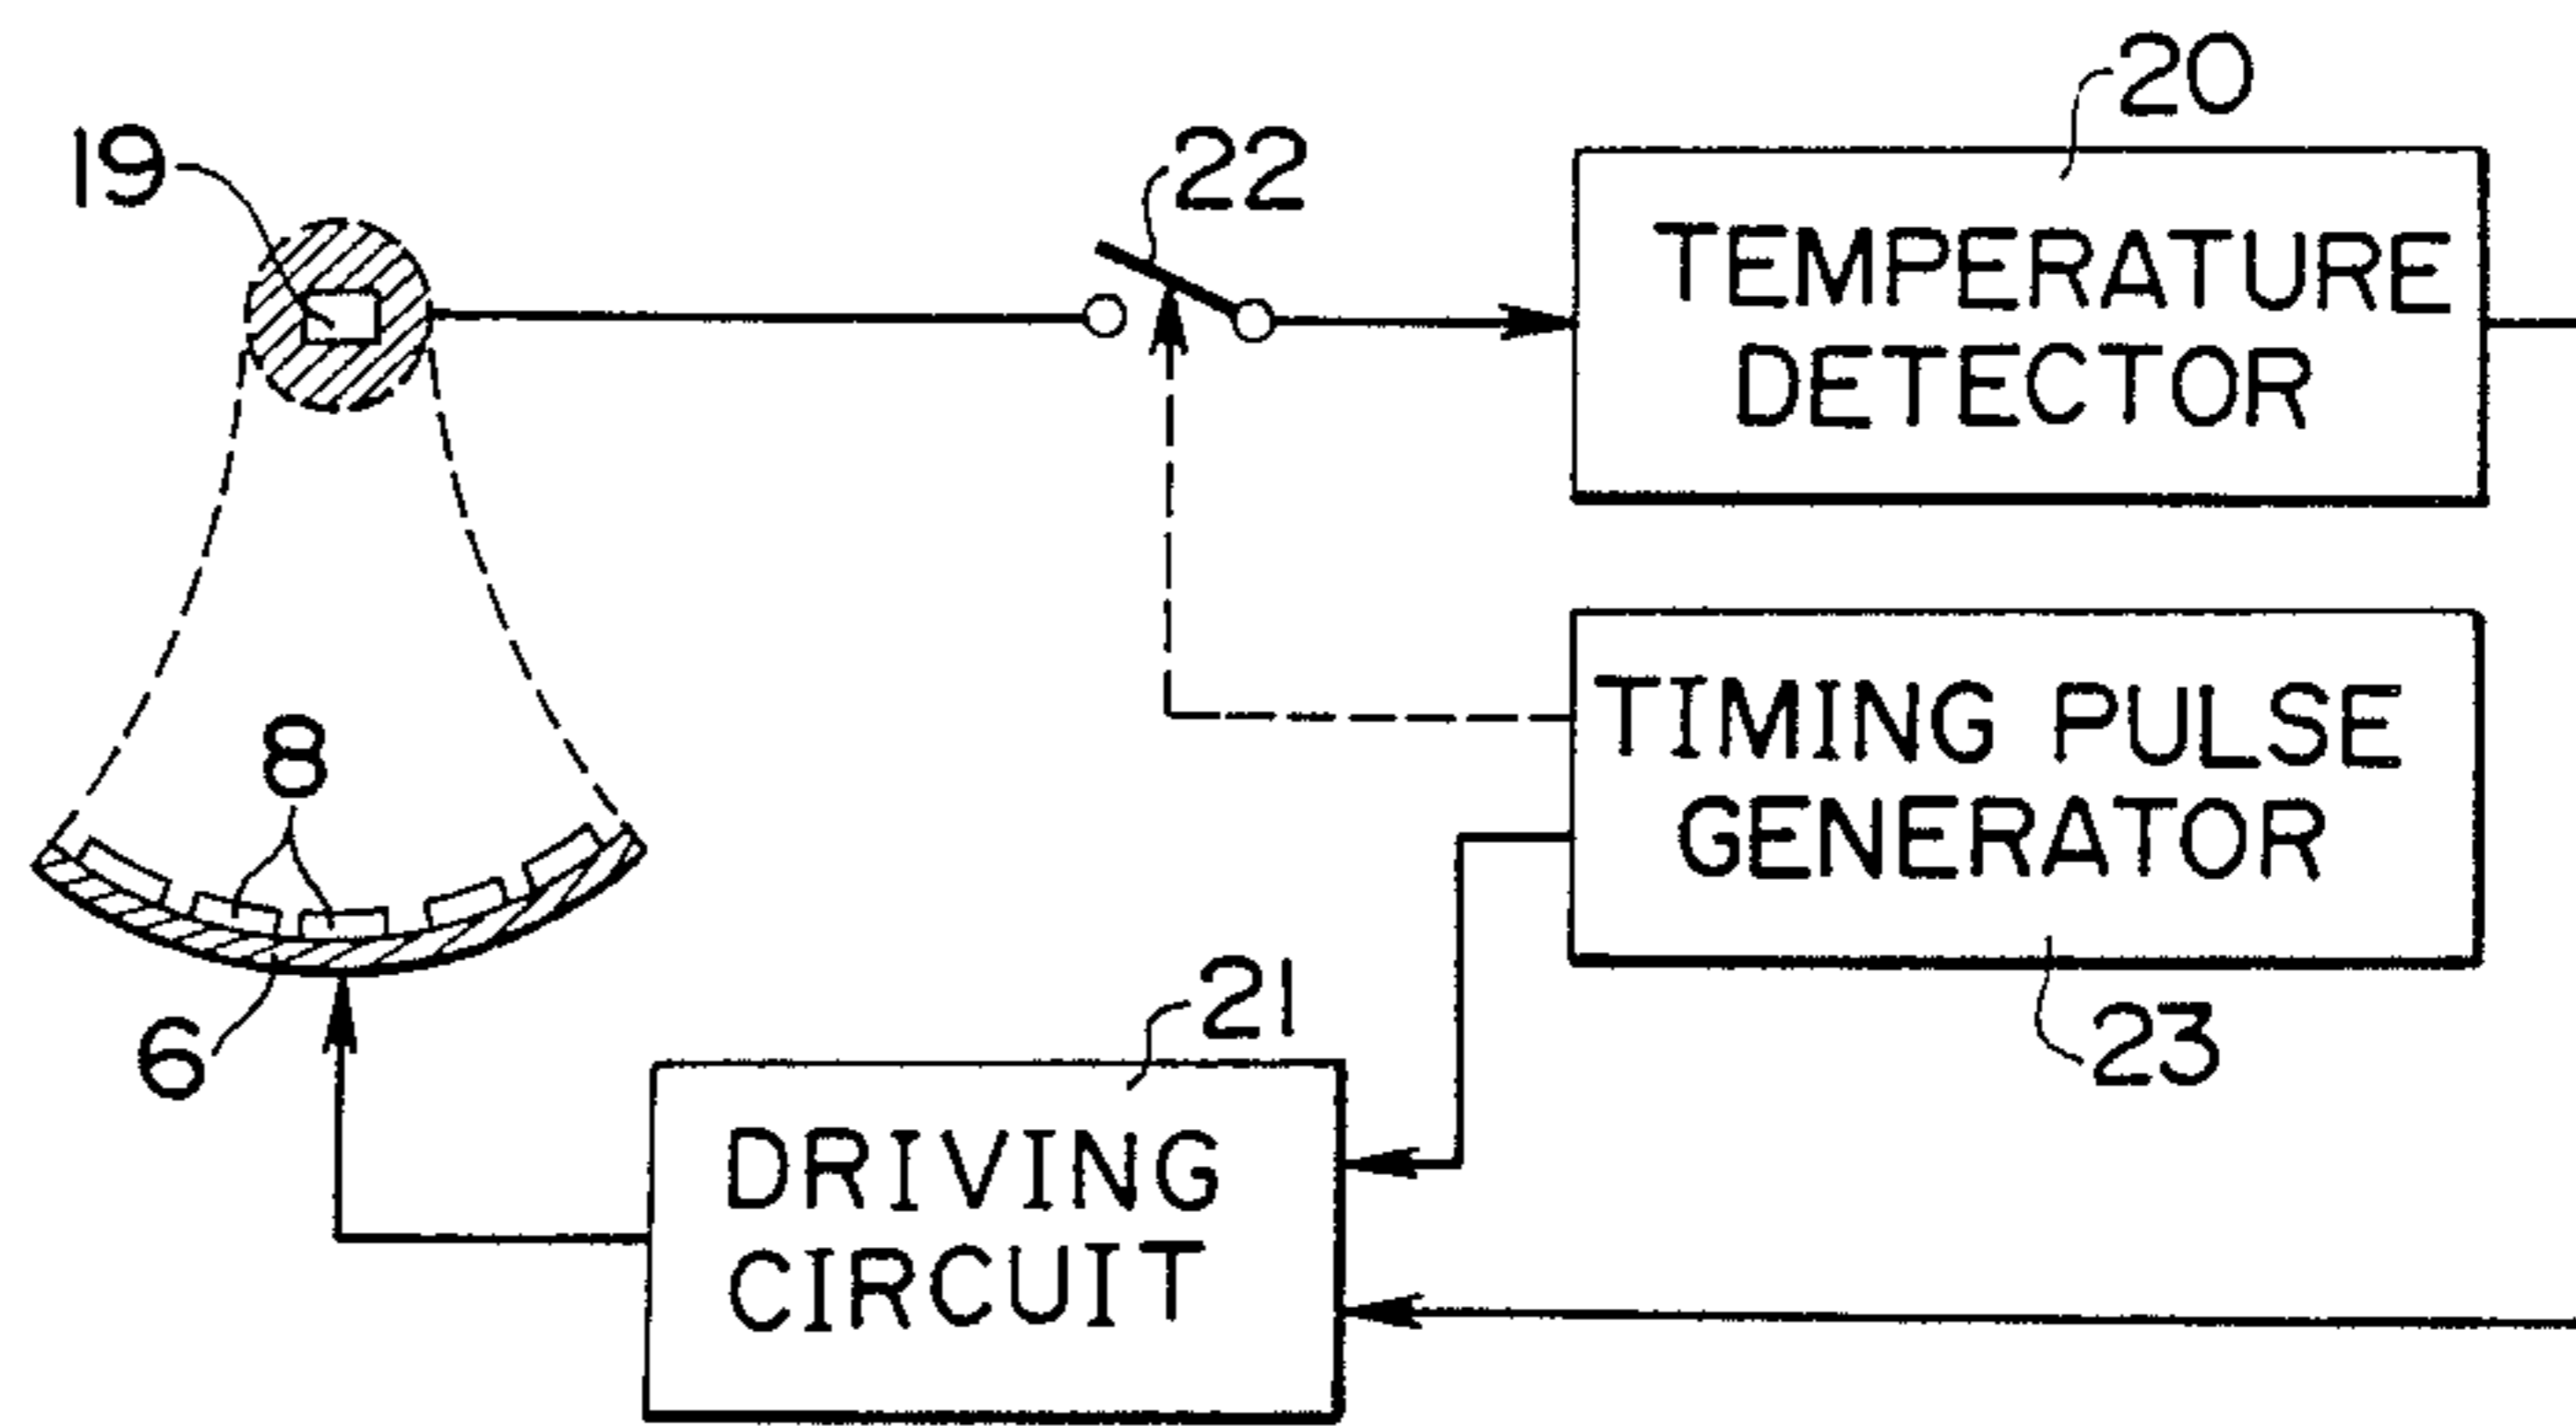 20
19
22
TEMPERATURE
DETECTOR
TIMING PULSE
GENERATOR
8
21
6
23
DRIVING
CIRCUIT